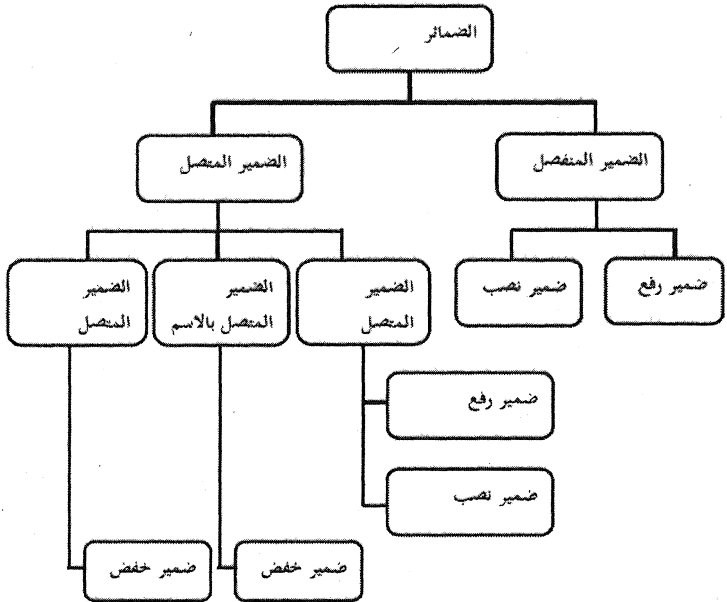 الضمائر
الضمير المنفصل
الضمير المتصل
ضمير رفع
ضمير نصب
الضمير
المتصل
الضمير
المتصل بالاسم
الضمير
المتصل
ضمير رفع
ضمير نصب
ضمير خفض
ضمير خفض